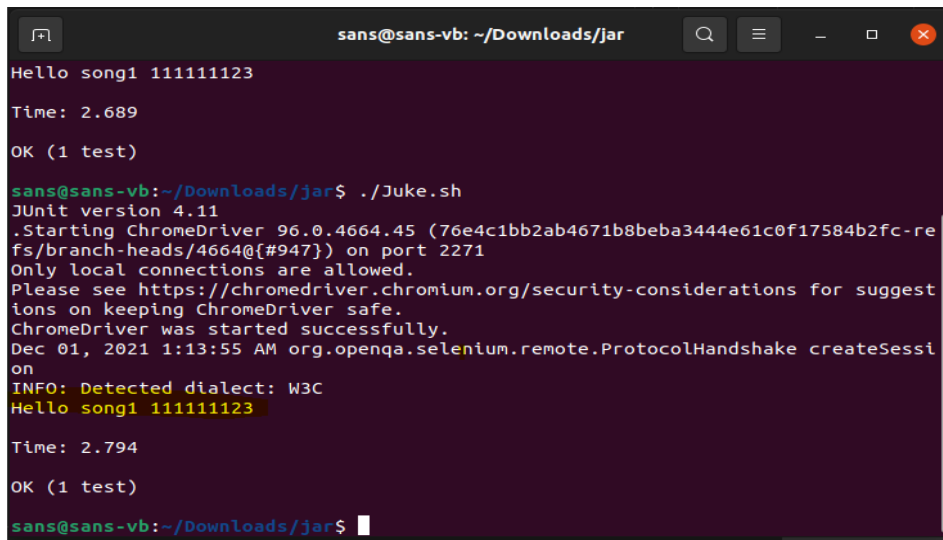 sans@sans-vb: ~/Downloads/jar
Hello song1 111111123
Time: 2.689
OK (1 test)
sans@sans-vb:~/Downloads/jar$ ./Juke.sh
JUnit version 4.11
.Starting ChromeDriver 96.0.4664.45 (76e4c1bb2ab4671b8beba3444e61c0f17584b2fc-re
fs/branch-heads/4664@{#947}) on port 2271
Only local connections are allowed.
Please see https://chromedriver.chromium.org/security-considerations for suggest
ions on keeping ChromeDriver safe.
ChromeDriver was started successfully.
Dec 01, 2021 1:13:55 AM org.openqa.selenium.remote.ProtocolHandshake createSessi
on
INFO: Detected dialect: W3C
Hello song1 111111123
Time: 2.794
OK (1 test)
sans@sans-vb:~/Downloads/jar$